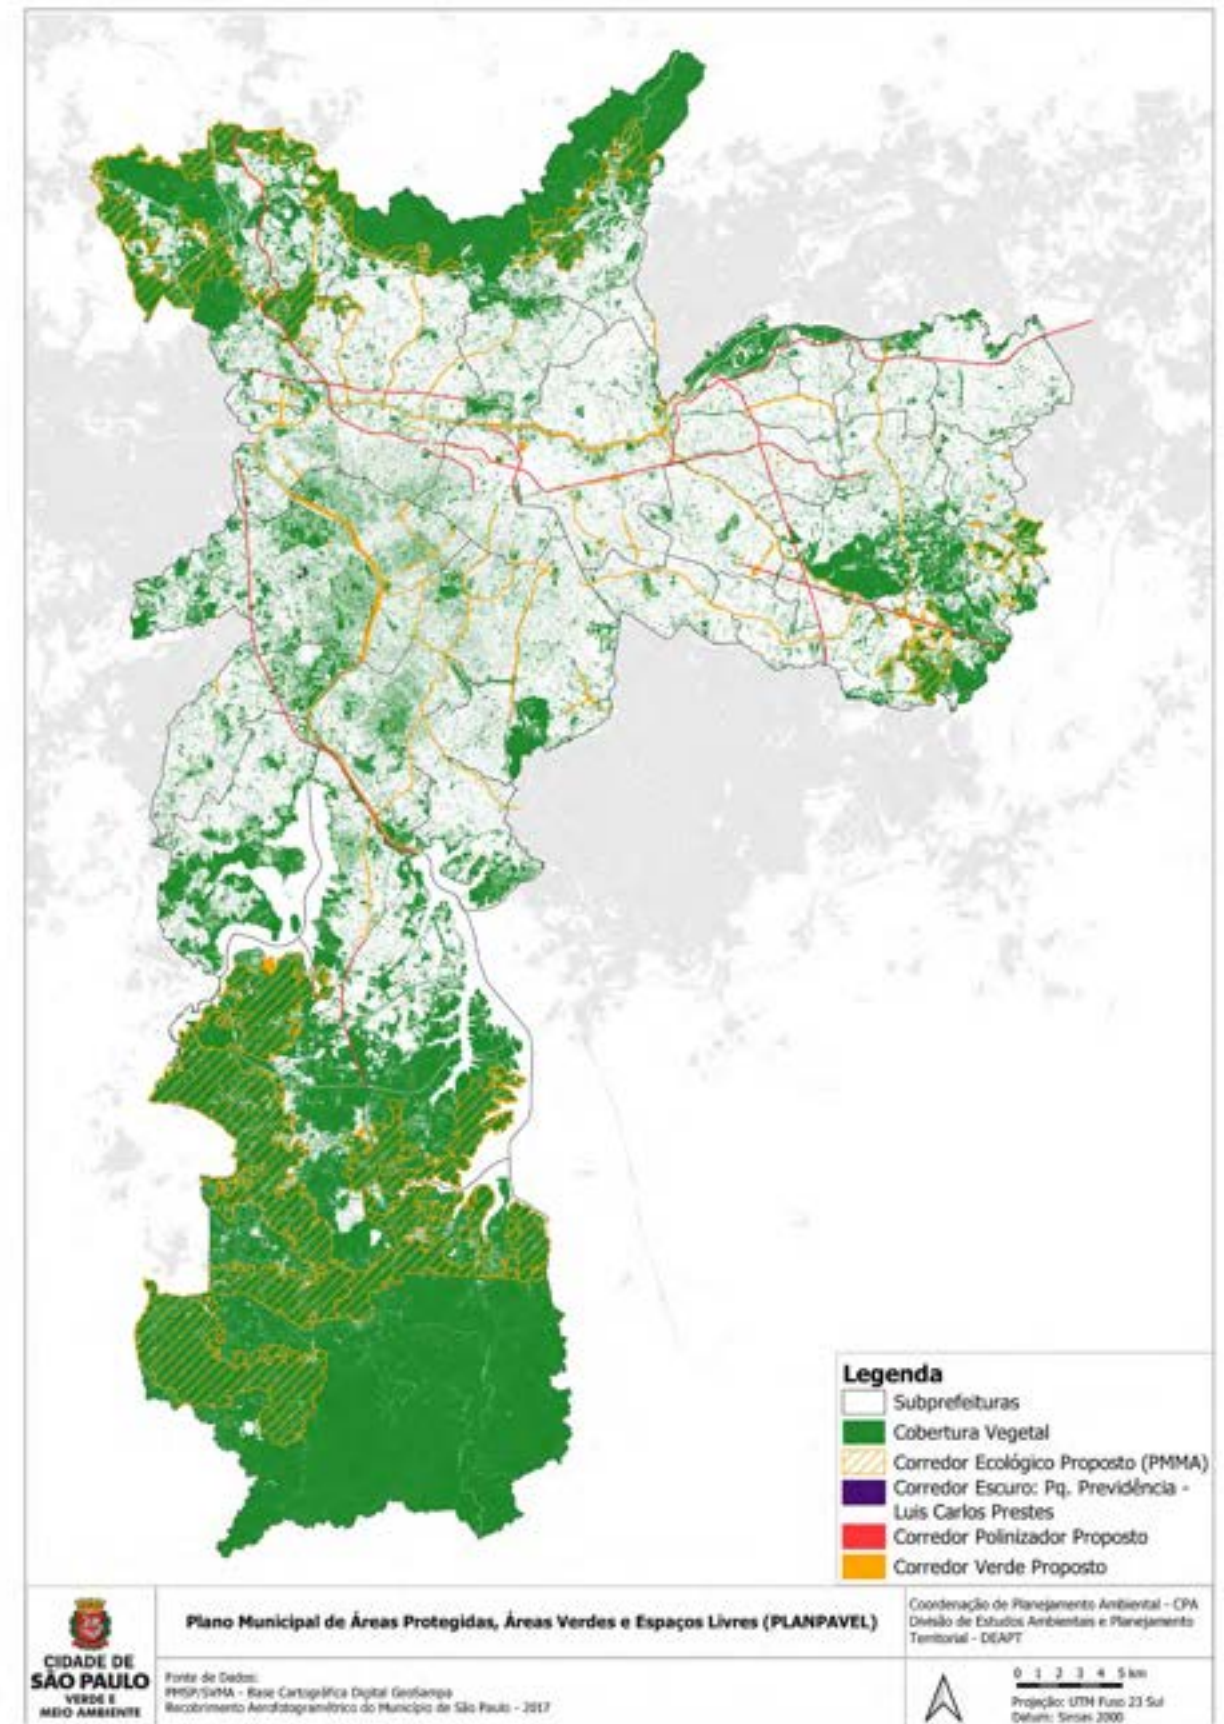 Legenda
Subprefeituras
Cobertura Vegetal
Corredor Ecológico Proposto (PMMA)
Corredor Escuro: Pq. Previdência -
Luis Carlos Prestes
Corredor Polinizador Proposto
Corredor Verde Proposto
CIDADE DE
SÃO PAULO
VERDE E
MEIO AMBIENTE
Plano Municipal de Áreas Protegidas, Áreas Verdes e Espaços Livres (PLANPAVEL)
Fonte de Dados:
PMSP/SVMA - Base Cartográfica Digital GeoSampa
Recobrimento Aerofotogramétrico do Município de São Paulo - 2017
Coordenação de Planejamento Ambiental - CPA
Divisão de Estudos Ambientais e Planejamento
Territorial - DEAPT
0 1 2 3 4 5 km
Projeção: UTM Fuso 23 Sul
Datum: Sirgas 2000